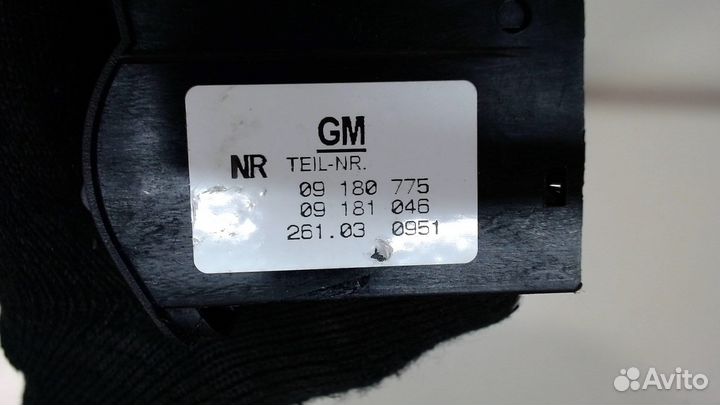 GM
NR TEIL-NR.
09 180 775
09 181 046
261.03 0951
Avito